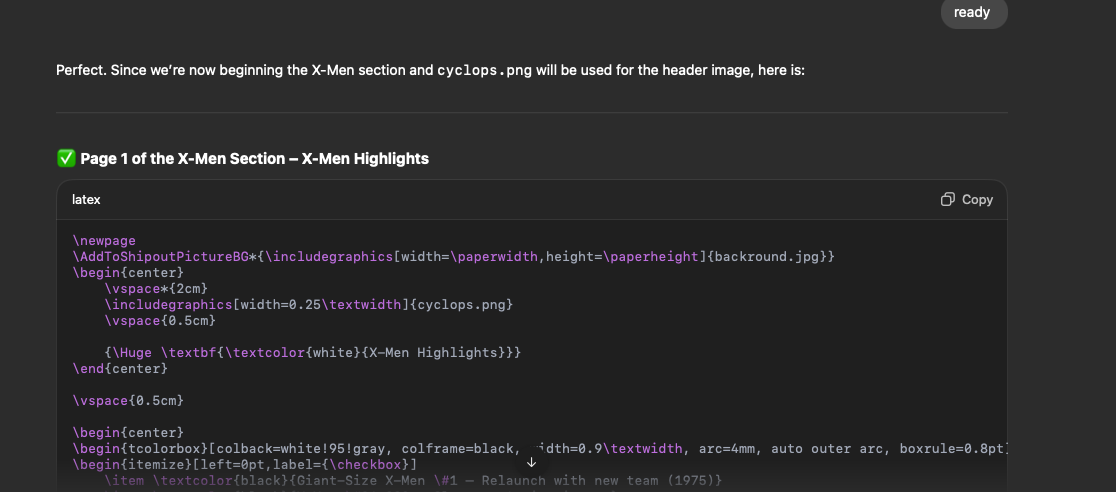 ready
Perfect. Since we’re now beginning the X-Men section and cyclops.png will be used for the header image, here is:
✅ Page 1 of the X-Men Section – X-Men Highlights
latex
Copy
\newpage
\AddToShipoutPictureBG*{\includegraphics[width=\paperwidth,height=\paperheight]{backround.jpg}}
\begin{center}
    \vspace*{2cm}
    \includegraphics[width=0.25\textwidth]{cyclops.png}
    \vspace{0.5cm}
    {\Huge \textbf{\textcolor{white}{X-Men Highlights}}}
\end{center}
\vspace{0.5cm}
\begin{center}
\begin{tcolorbox}[colback=white!95!gray, colframe=black, width=0.9\textwidth, arc=4mm, auto outer arc, boxrule=0.8pt]
\begin{itemize}[left=0pt,label={\checkbox}]
    \item \textcolor{black}{Giant-Size X-Men \#1 — Relaunch with new team (1975)}